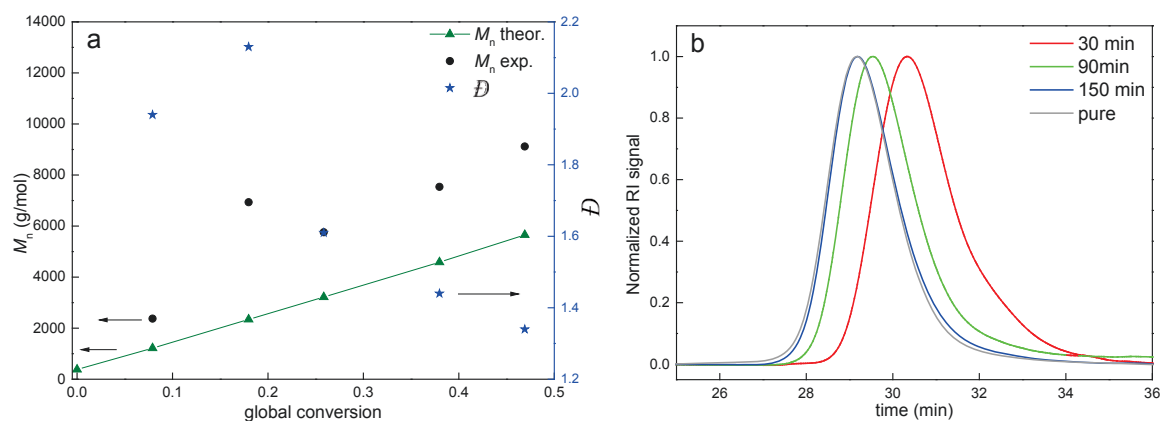 a
14000
12000
10000
8000
6000
4000
2000
0
M_n (g/mol)
0.0 0.1 0.2 0.3 0.4 0.5
global conversion
2.2
2.0
1.8
1.6
1.4
1.2
Đ
M_n theor.
M_n exp.
Đ
b
1.0
0.8
0.6
0.4
0.2
0.0
Normalized RI signal
26 28 30 32 34 36
time (min)
30 min
90min
150 min
pure